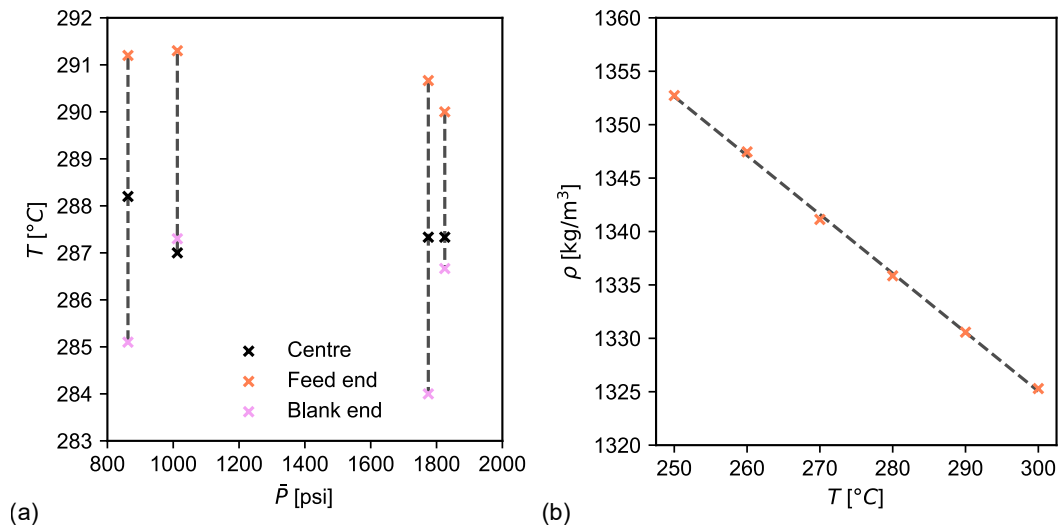 292
291
290
289
288
287
286
285
284
283
T [°C]
800 1000 1200 1400 1600 1800 2000
P̄ [psi]
Centre
Feed end
Blank end
(a)
1360
1355
1350
1345
1340
1335
1330
1325
1320
ρ [kg/m³]
250 260 270 280 290 300
T [°C]
(b)